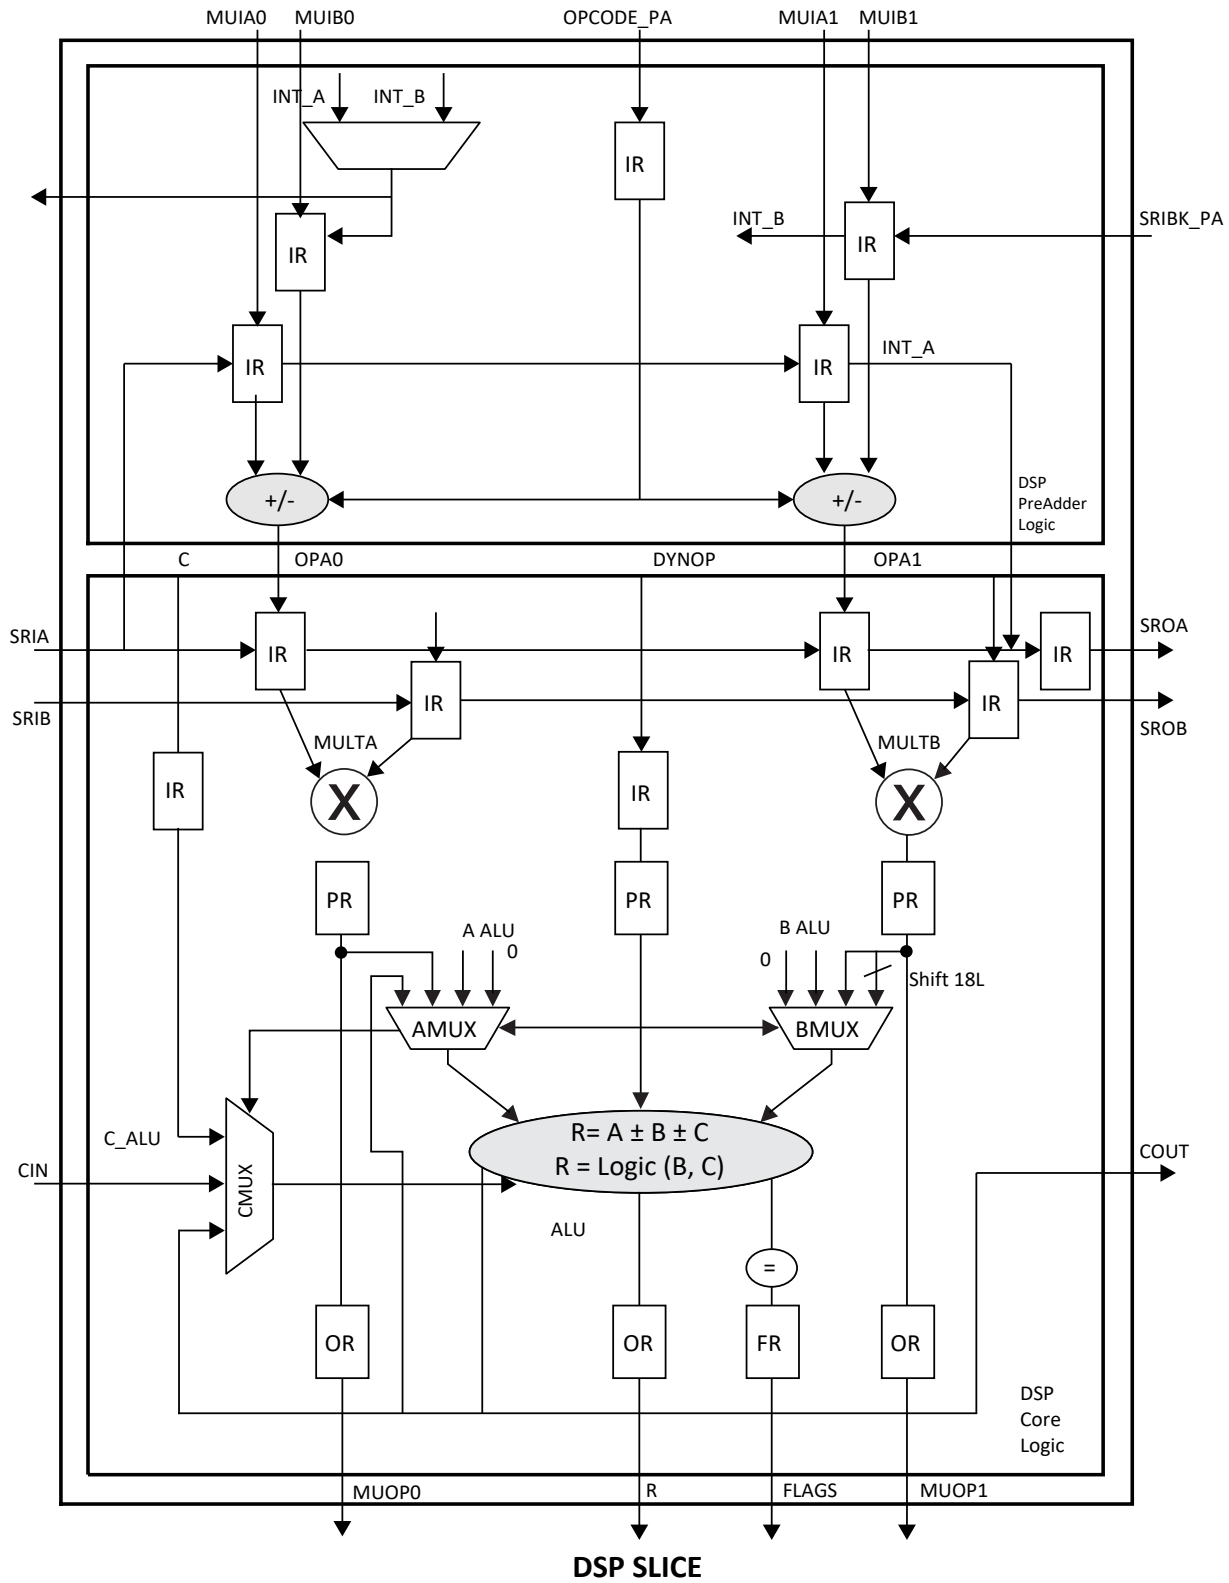 MUIA0 MUIB0 OPCODE_PA MUIA1 MUIB1
INT_A INT_B
IR
IR
INT_B
IR
SRIBK_PA
IR
IR
INT_A
+/-
+/-
DSP
PreAdder
Logic
C OPA0 DYNOP OPA1
SRIA
IR
IR
IR
SROA
SRIB
IR
IR
SROB
MULTA
MULTB
IR
X
IR
X
PR
PR
PR
A ALU
0
B ALU
0
Shift 18L
AMUX
BMUX
C_ALU
CIN
CMUX
R= A ± B ± C
R = Logic (B, C)
COUT
ALU
=
OR
OR
FR
OR
DSP
Core
Logic
MUOP0 R FLAGS MUOP1
DSP SLICE